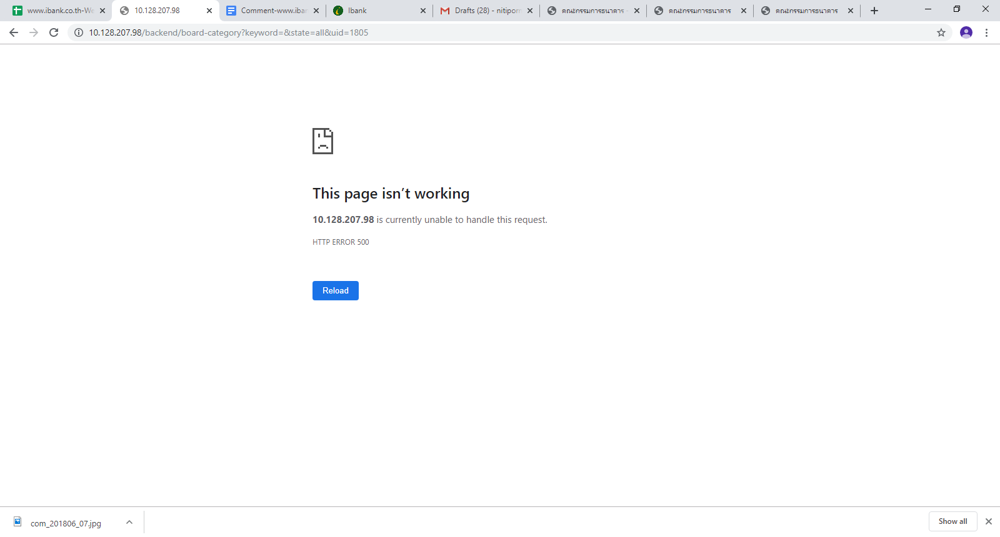 www.ibank.co.th-We
10.128.207.98
Comment-www.iban
Ibank
Drafts (28) - nitiporn
คณะกรรมการธนาคาร -
คณะกรรมการธนาคาร
คณะกรรมการธนาคาร
10.128.207.98/backend/board-category?keyword=&state=all&uid=1805
This page isn’t working
10.128.207.98 is currently unable to handle this request.
HTTP ERROR 500
Reload
com_201806_07.jpg
Show all